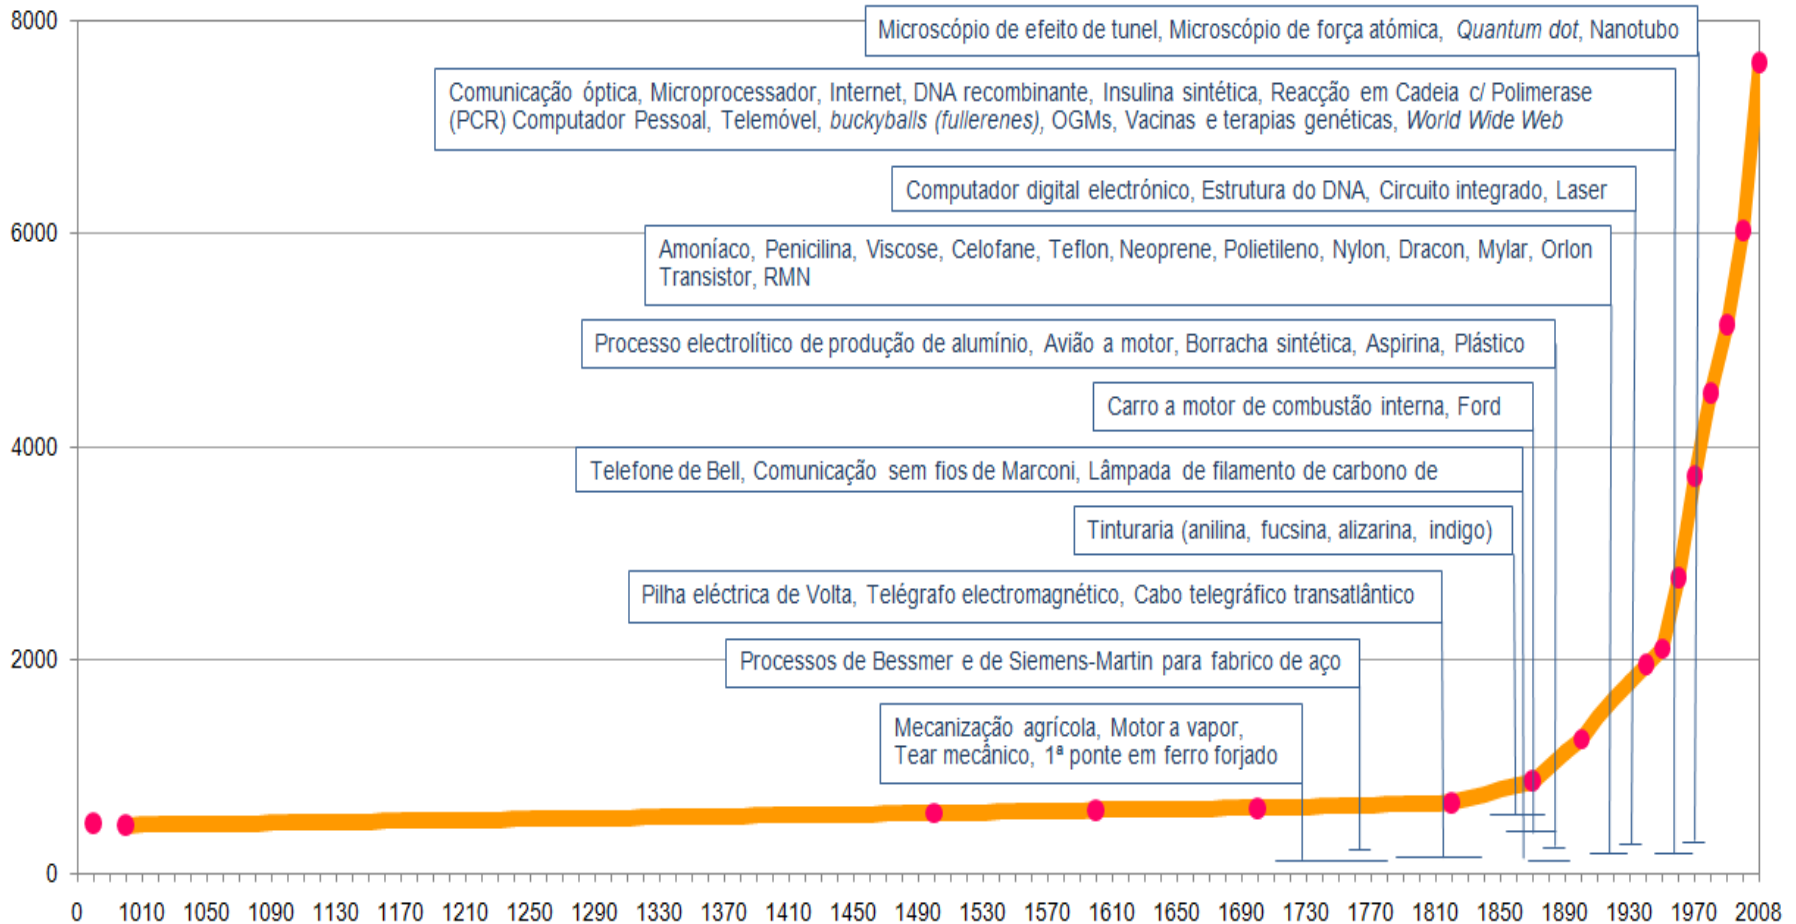 8000
Microscópio de efeito de tunel, Microscópio de força atómica, Quantum dot, Nanotubo
Comunicação óptica, Microprocessador, Internet, DNA recombinante, Insulina sintética, Reacção em Cadeia c/ Polimerase
(PCR) Computador Pessoal, Telemóvel, buckyballs (fullerenes), OGMs, Vacinas e terapias genéticas, World Wide Web
Computador digital electrónico, Estrutura do DNA, Circuito integrado, Laser
6000
Amoníaco, Penicilina, Viscose, Celofane, Teflon, Neoprene, Polietileno, Nylon, Dracon, Mylar, Orlon
Transistor, RMN
Processo electrolítico de produção de alumínio, Avião a motor, Borracha sintética, Aspirina, Plástico
Carro a motor de combustão interna, Ford
4000
Telefone de Bell, Comunicação sem fios de Marconi, Lâmpada de filamento de carbono de
Tinturaria (anilina, fucsina, alizarina, indigo)
Pilha eléctrica de Volta, Telégrafo electromagnético, Cabo telegráfico transatlântico
2000
Processos de Bessmer e de Siemens-Martin para fabrico de aço
Mecanização agrícola, Motor a vapor,
Tear mecânico, 1ª ponte em ferro forjado
0
0 1010 1050 1090 1130 1170 1210 1250 1290 1330 1370 1410 1450 1490 1530 1570 1610 1650 1690 1730 1770 1810 1850 1890 1930 1970 2008